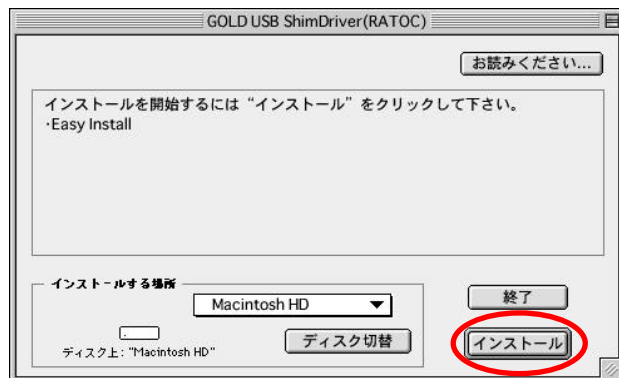 GOLD USB ShimDriver(RATOC)
お読みください...
インストールを開始するには“インストール”をクリックして下さい。
·Easy Install
インストールする場所
Macintosh HD
終了
ディスク上："Macintosh HD"
ディスク切替
インストール